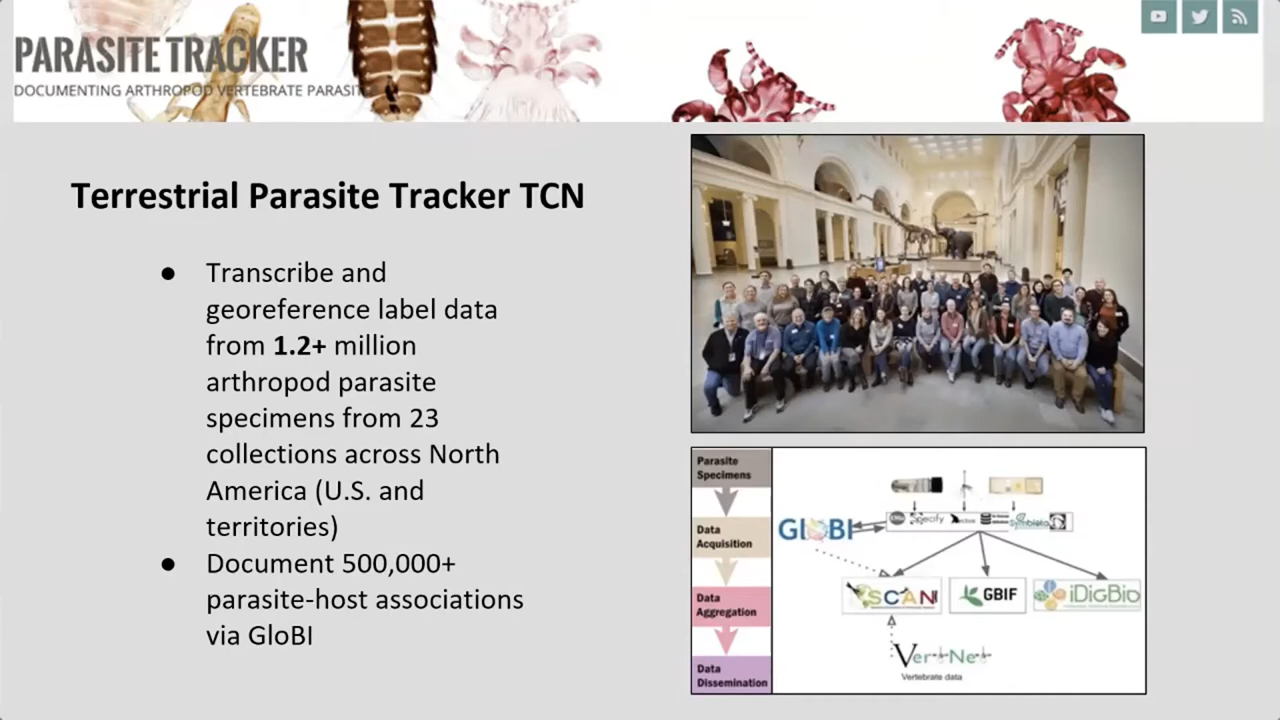 PARASITE TRACKER
DOCUMENTING ARTHROPOD VERTEBRATE PARASIT
Terrestrial Parasite Tracker TCN
● Transcribe and
georeference label data
from 1.2+ million
arthropod parasite
specimens from 23
collections across North
America (U.S. and
territories)
● Document 500,000+
parasite-host associations
via GloBI
Parasite
Specimens
Data
Acquisition
Data
Aggregation
Data
Dissemination
GLOBI
Specify
Symbiota
SCAN
GBIF
iDigBio
VertNet
Vertebrate data